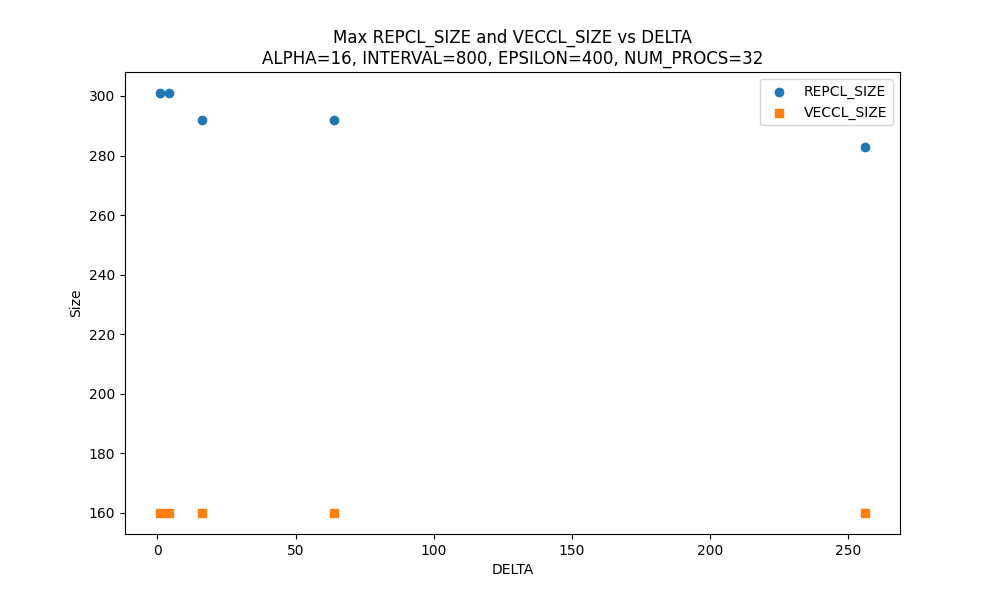 Max REPCL_SIZE and VECCL_SIZE vs DELTA
ALPHA=16, INTERVAL=800, EPSILON=400, NUM_PROCS=32
REPCL_SIZE
VECCL_SIZE
300
280
260
240
220
200
180
160
Size
0
50
100
150
200
250
DELTA